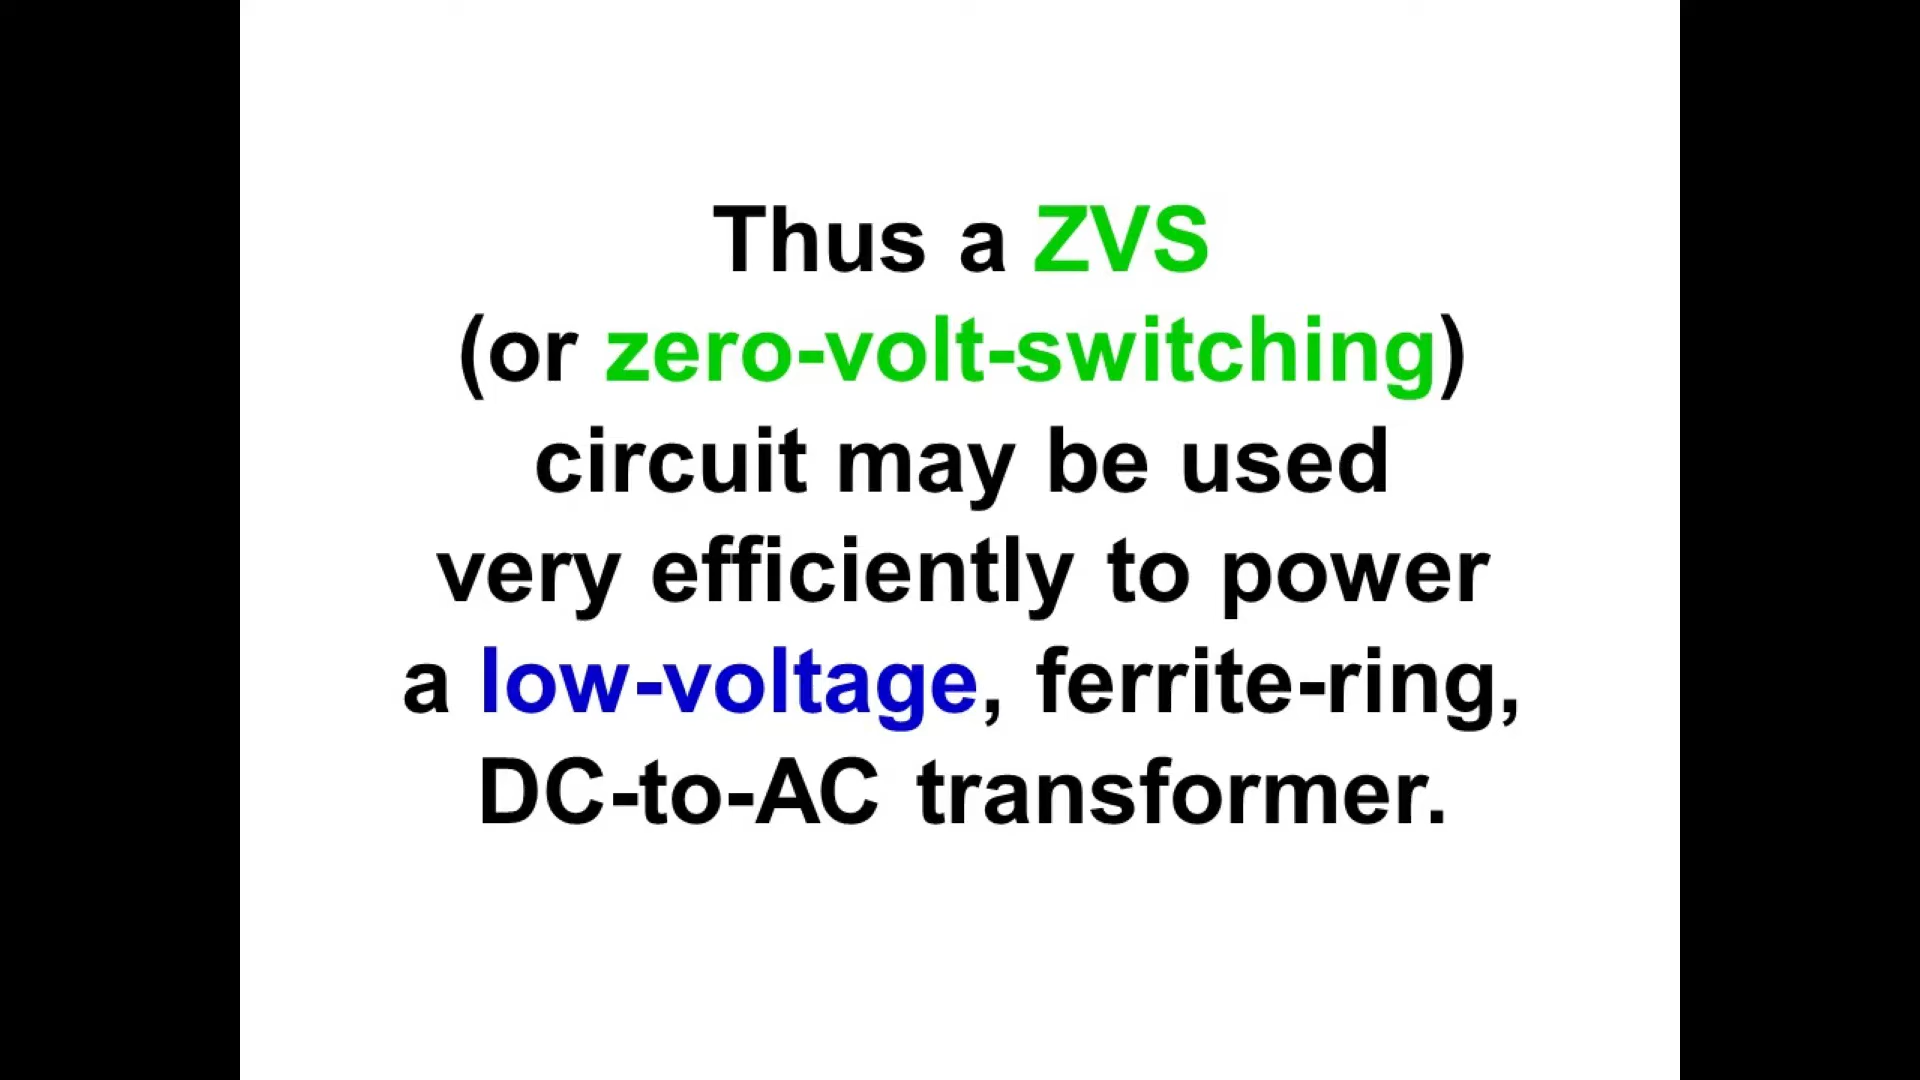 Thus a ZVS
(or zero-volt-switching)
circuit may be used
very efficiently to power
a low-voltage, ferrite-ring,
DC-to-AC transformer.